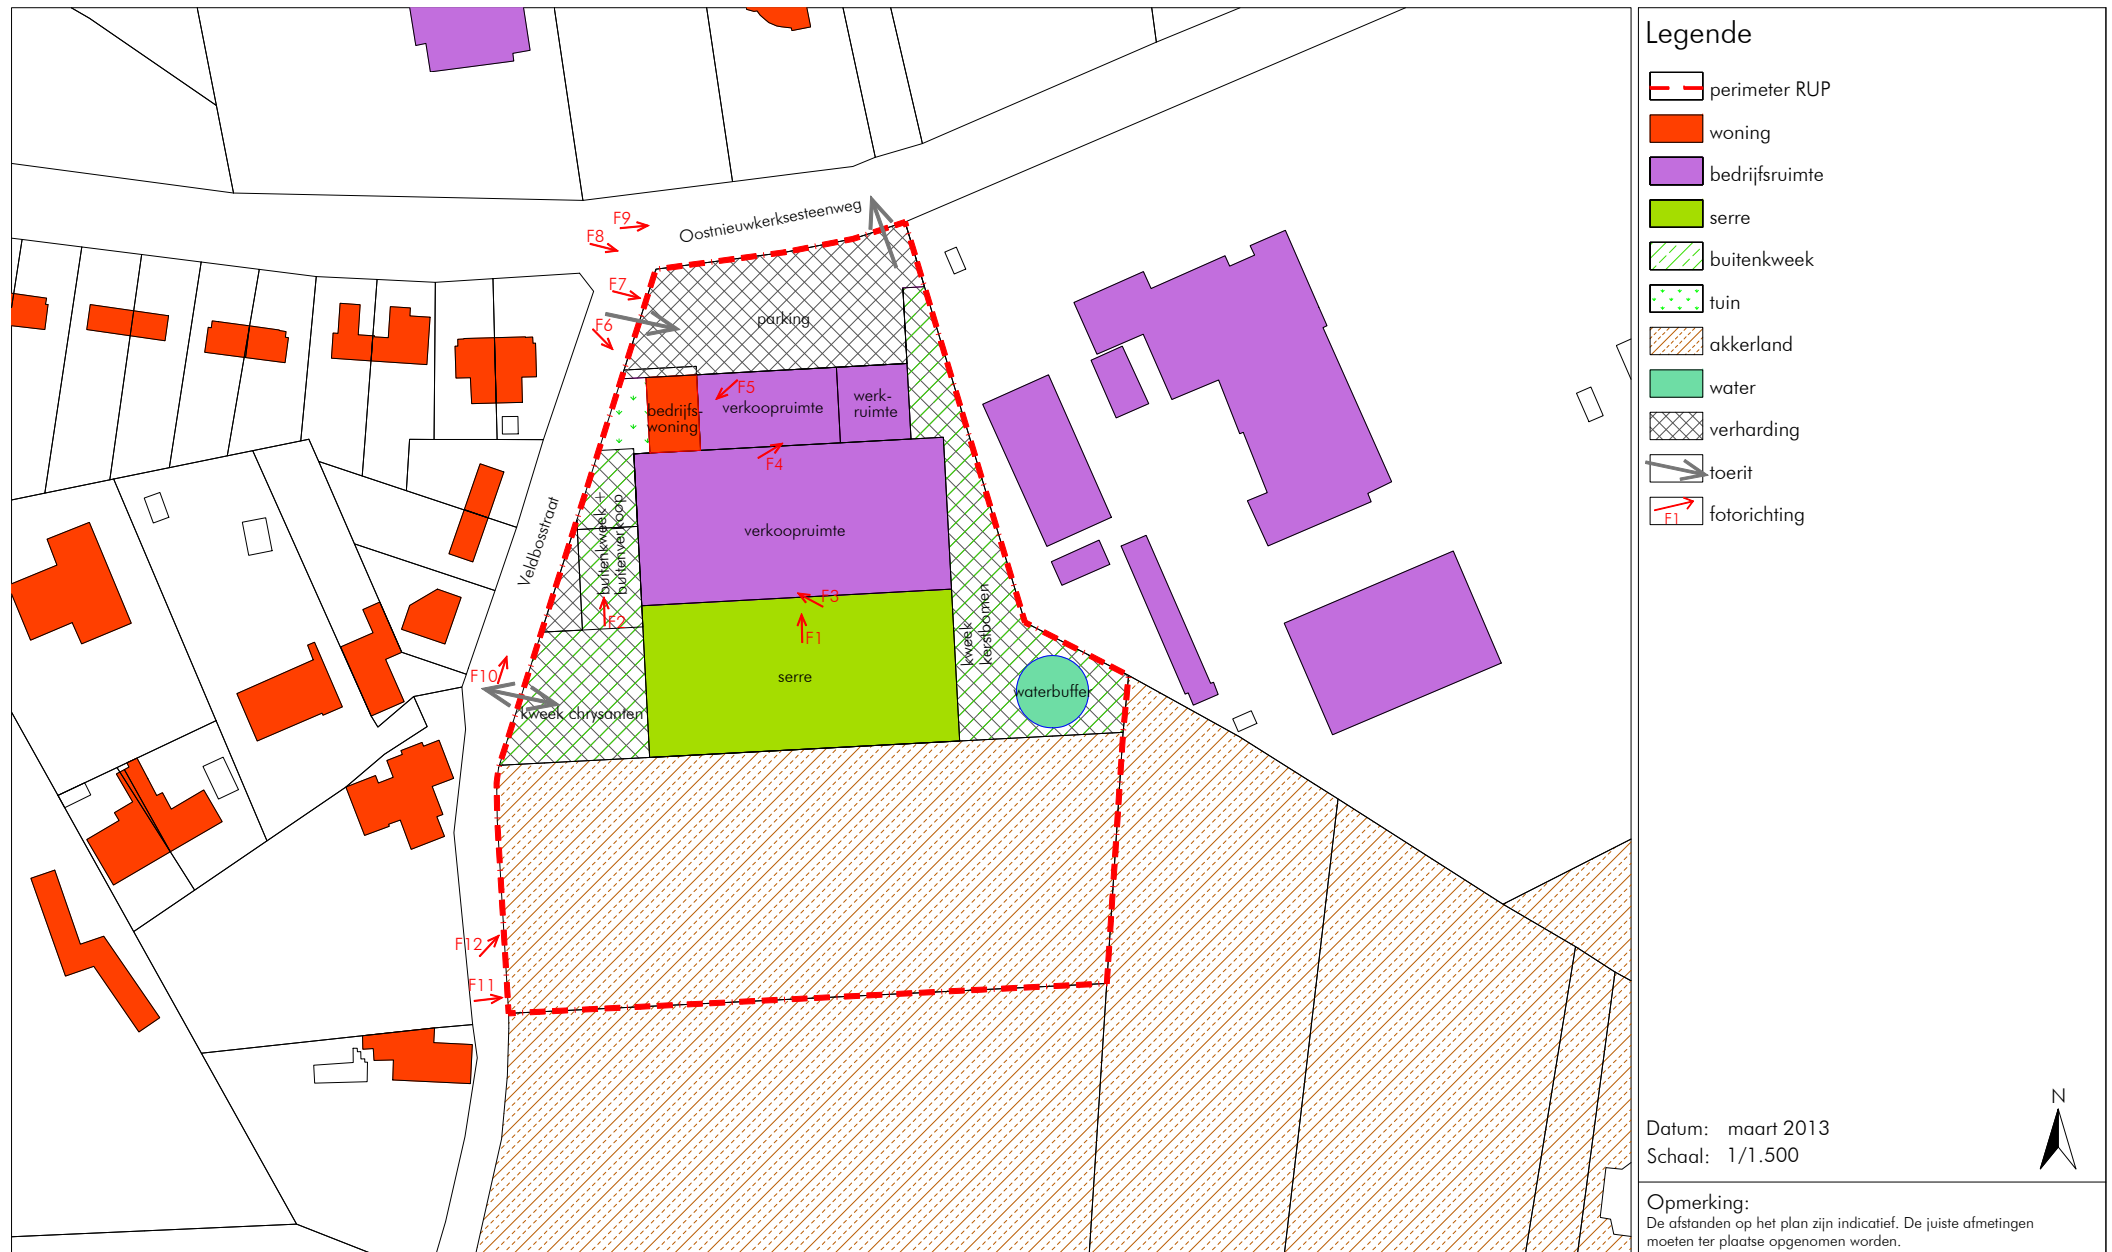 Oostnieuwkerksesteenweg
F9
F8
F7
F6
parking
F5
bedrijfs-
woning
verkoopruimte
werk-
ruimte
F4
verkoopruimte
Veldbosstraat
buitenkweek +
buitenverkoop
F2
F3
F1
kweek
kerstbomen
F10
serre
waterbuffer
kweek chrysanten
F12
F11
Legende
perimeter RUP
woning
bedrijfsruimte
serre
buitenkweek
tuin
akkerland
water
verharding
toerit
F1
fotorichting
N
Datum: maart 2013
Schaal: 1/1.500
Opmerking:
De afstanden op het plan zijn indicatief. De juiste afmetingen
moeten ter plaatse opgenomen worden.